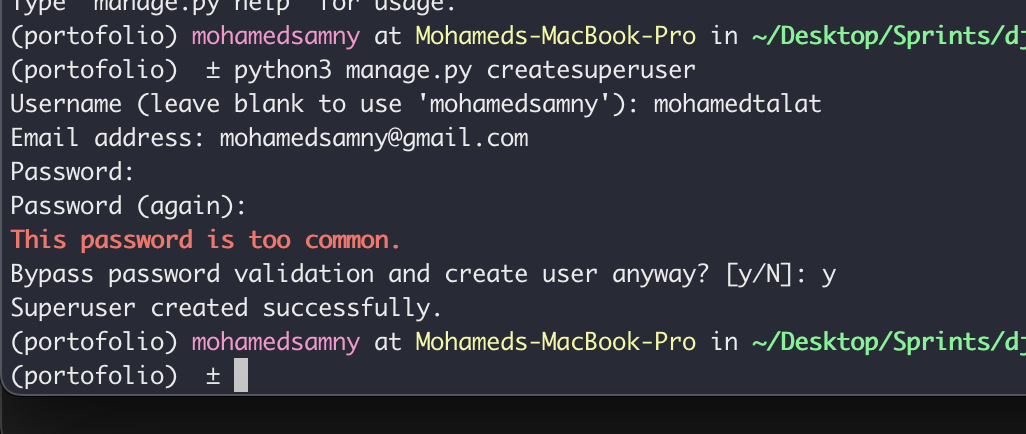 Type 'manage.py help' for usage.
(portofolio) mohamedsamny at Mohameds-MacBook-Pro in ~/Desktop/Sprints/dj
(portofolio)  ± python3 manage.py createsuperuser
Username (leave blank to use 'mohamedsamny'): mohamedtalat
Email address: mohamedsamny@gmail.com
Password:
Password (again):
This password is too common.
Bypass password validation and create user anyway? [y/N]: y
Superuser created successfully.
(portofolio) mohamedsamny at Mohameds-MacBook-Pro in ~/Desktop/Sprints/dj
(portofolio)  ±